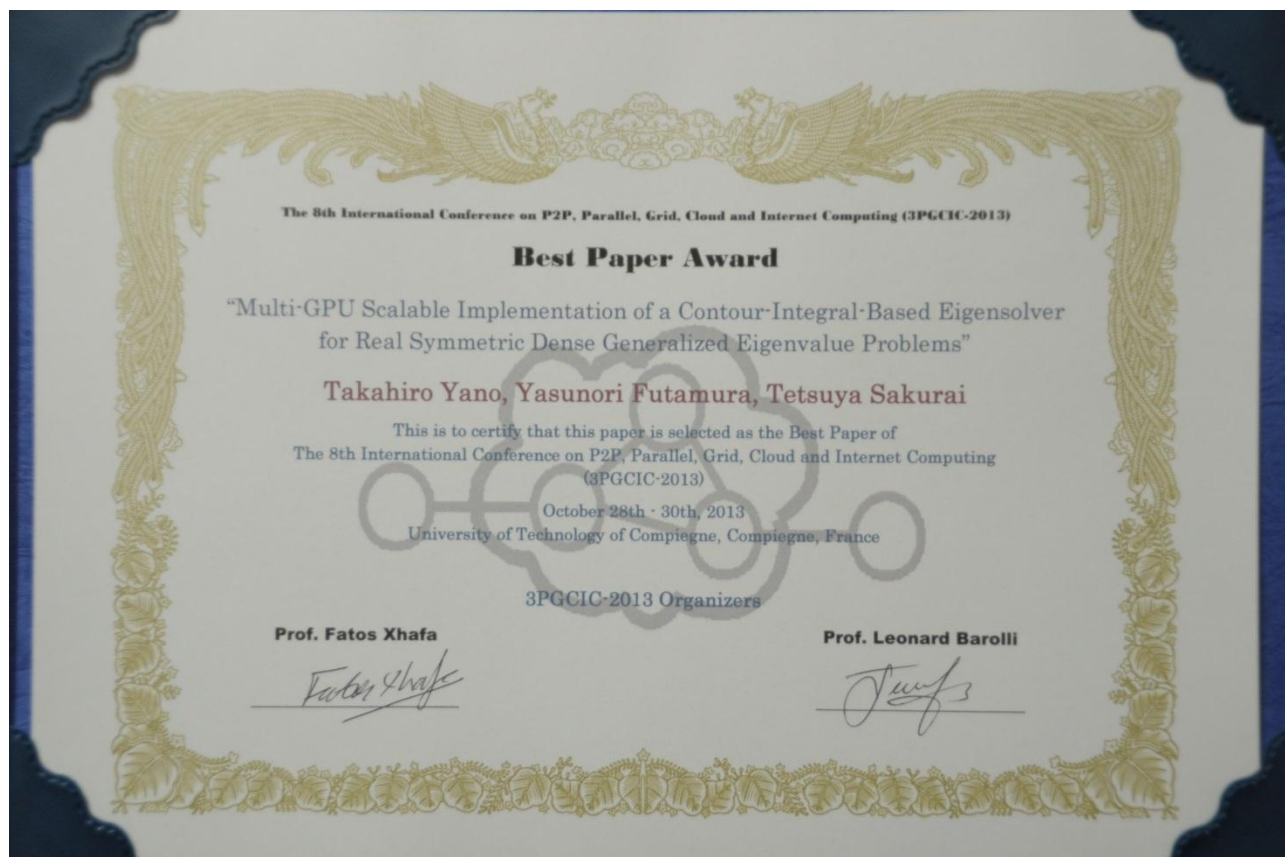 The 8th International Conference on P2P, Parallel, Grid, Cloud and Internet Computing (3PGCIC-2013)
Best Paper Award
“Multi-GPU Scalable Implementation of a Contour-Integral-Based Eigensolver
for Real Symmetric Dense Generalized Eigenvalue Problems”
Takahiro Yano, Yasunori Futamura, Tetsuya Sakurai
This is to certify that this paper is selected as the Best Paper of
The 8th International Conference on P2P, Parallel, Grid, Cloud and Internet Computing
(3PGCIC-2013)
October 28th - 30th, 2013
University of Technology of Compiegne, Compiegne, France
3PGCIC-2013 Organizers
Prof. Fatos Xhafa
Prof. Leonard Barolli
Fatos Xhafa